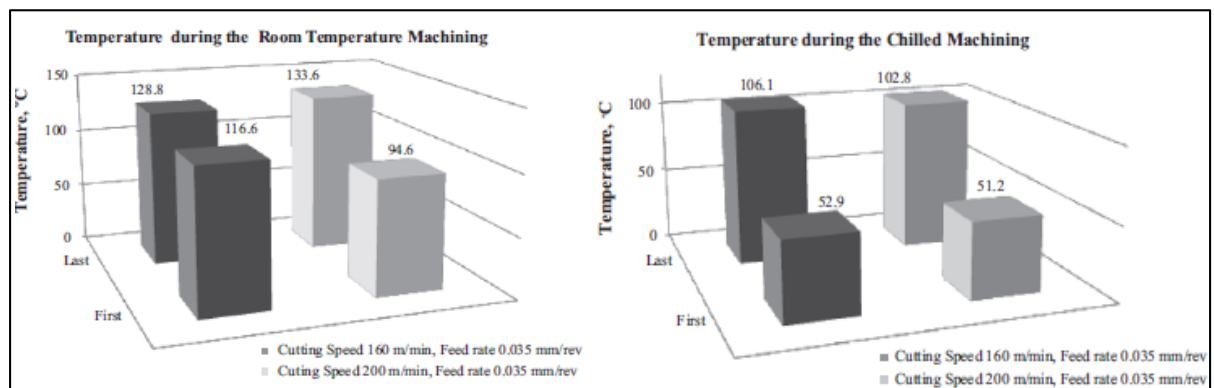 Temperature during the Room Temperature Machining
Temperature, °C
150
100
50
0
128.8
133.6
116.6
94.6
Last
First
Cutting Speed 160 m/min, Feed rate 0.035 mm/rev
Cuting Speed 200 m/min, Feed rate 0.035 mm/rev
Temperature during the Chilled Machining
Temperature, °C
100
50
0
106.1
102.8
52.9
51.2
Last
First
Cutting Speed 160 m/min, Feed rate 0.035 mm/rev
Cutting Speed 200 m/min, Feed rate 0.035 mm/rev